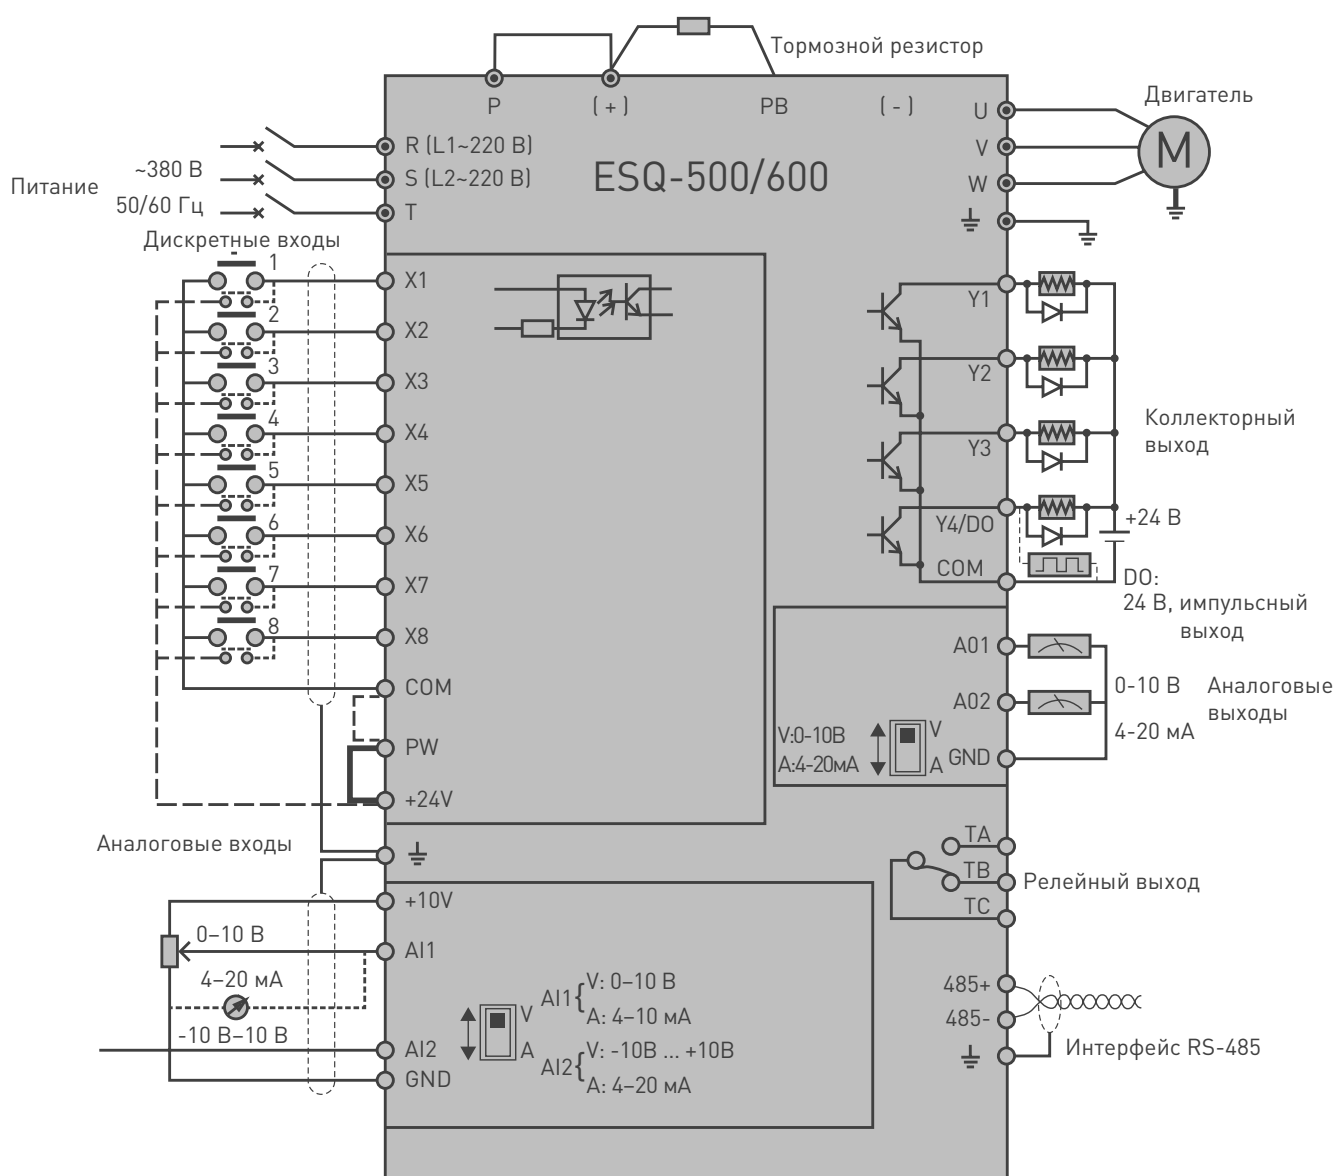 Тормозной резистор
P
(+)
PB
(-)
Двигатель
M
U
V
W
R (L1~220 В)
S (L2~220 В)
T
ESQ-500/600
Питание
~380 В
50/60 Гц
Дискретные входы
1
2
3
4
5
6
7
8
X1
X2
X3
X4
X5
X6
X7
X8
COM
PW
+24V
Y1
Y2
Y3
Y4/DO
COM
Коллекторный
выход
+24 В
DO:
24 В, импульсный
выход
A01
A02
GND
V:0-10В
A:4-20мА
V
A
0-10 В
4-20 мА
Аналоговые
выходы
TA
TB
TC
Релейный выход
Аналоговые входы
+10V
AI1
AI2
GND
0–10 В
4–20 мА
-10 В–10 В
V
A
AI1{
V: 0–10 В
A: 4–10 мА
AI2{
V: -10В ... +10В
A: 4–20 мА
485+
485-
Интерфейс RS-485